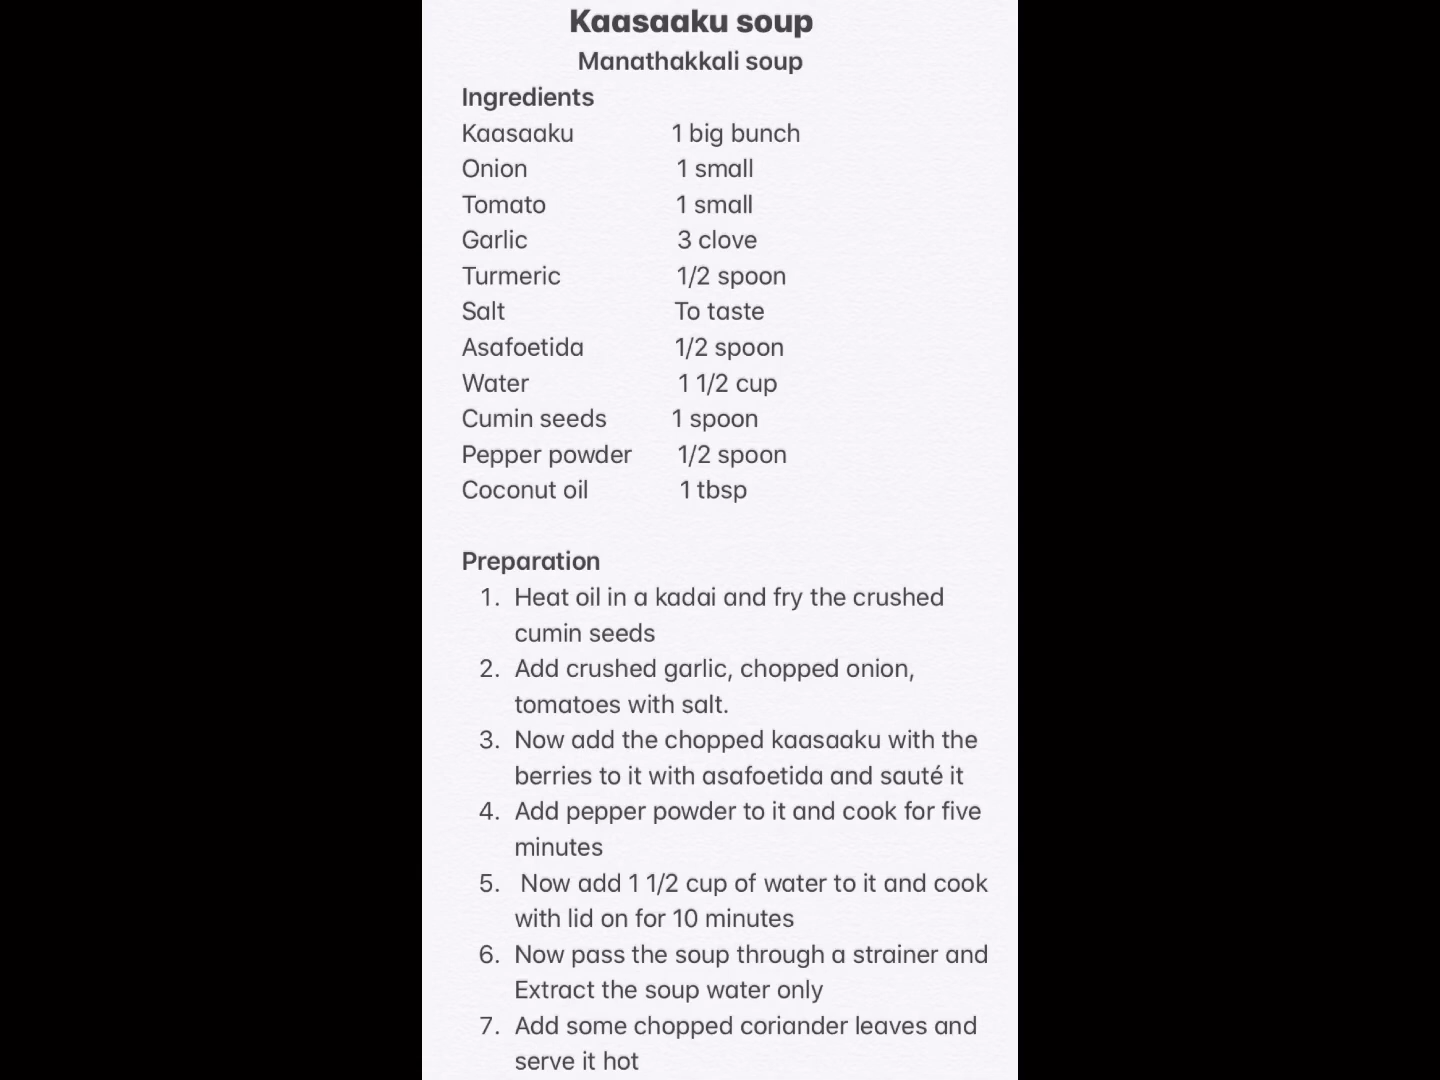 Kaasaaku soup
Manathakkali soup
Ingredients
Kaasaaku 1 big bunch
Onion 1 small
Tomato 1 small
Garlic 3 clove
Turmeric 1/2 spoon
Salt To taste
Asafoetida 1/2 spoon
Water 1 1/2 cup
Cumin seeds 1 spoon
Pepper powder 1/2 spoon
Coconut oil 1 tbsp
Preparation
1. Heat oil in a kadai and fry the crushed
cumin seeds
2. Add crushed garlic, chopped onion,
tomatoes with salt.
3. Now add the chopped kaasaaku with the
berries to it with asafoetida and sauté it
4. Add pepper powder to it and cook for five
minutes
5. Now add 1 1/2 cup of water to it and cook
with lid on for 10 minutes
6. Now pass the soup through a strainer and
Extract the soup water only
7. Add some chopped coriander leaves and
serve it hot